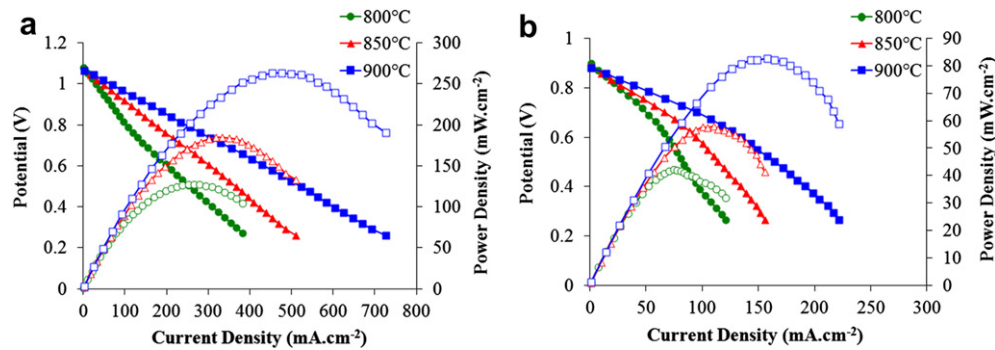 a
800°C
850°C
900°C
1.2
1
0.8
0.6
0.4
0.2
0
Potential (V)
300
250
200
150
100
50
0
Power Density (mW.cm-2)
0 100 200 300 400 500 600 700 800
Current Density (mA.cm-2)
b
800°C
850°C
900°C
1
0.8
0.6
0.4
0.2
0
Potential (V)
90
80
70
60
50
40
30
20
10
0
Power Density (mW.cm-2)
0 50 100 150 200 250 300
Current Density (mA.cm-2)